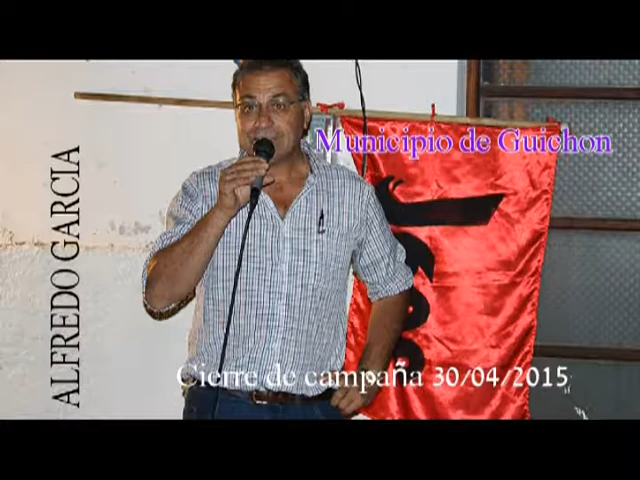 Municipio de Guichon
ALFREDO GARCIA
Cierre de campaña 30/04/2015